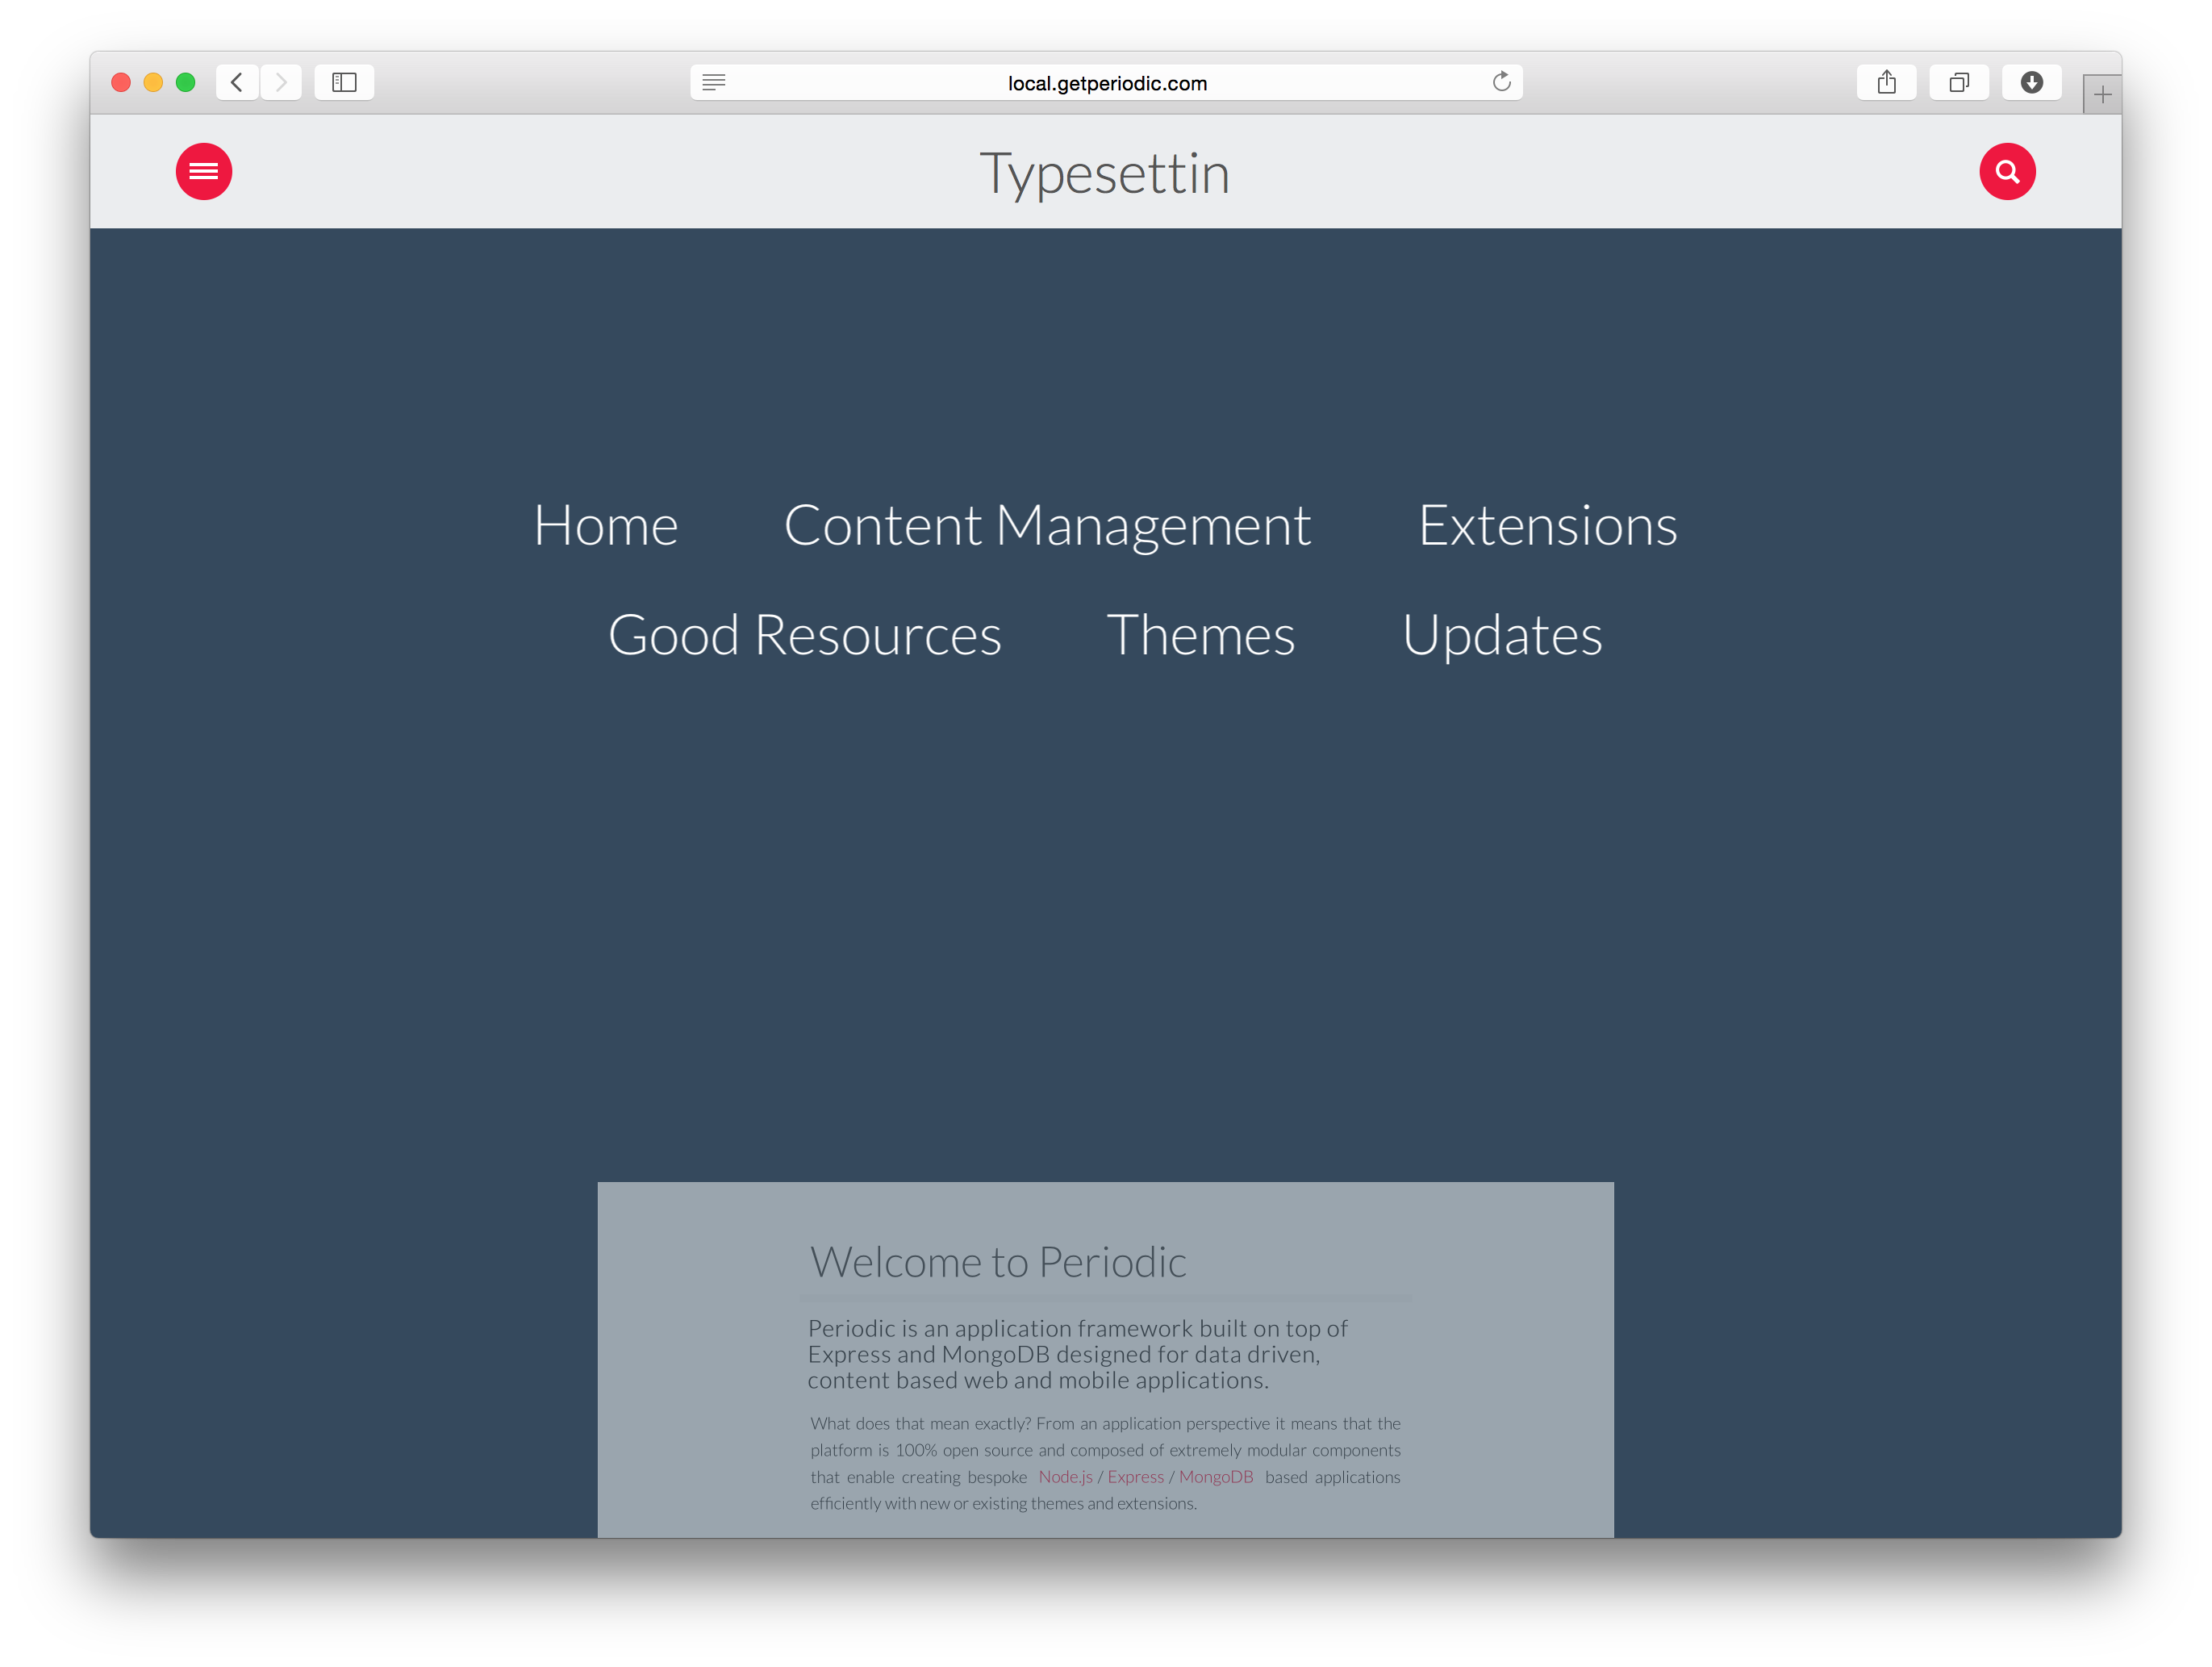 local.getperiodic.com
Typesettin
Home Content Management Extensions
Good Resources Themes Updates
Welcome to Periodic
Periodic is an application framework built on top of
Express and MongoDB designed for data driven,
content based web and mobile applications.
What does that mean exactly? From an application perspective it means that the
platform is 100% open source and composed of extremely modular components
that enable creating bespoke Node.js / Express / MongoDB based applications
efficiently with new or existing themes and extensions.